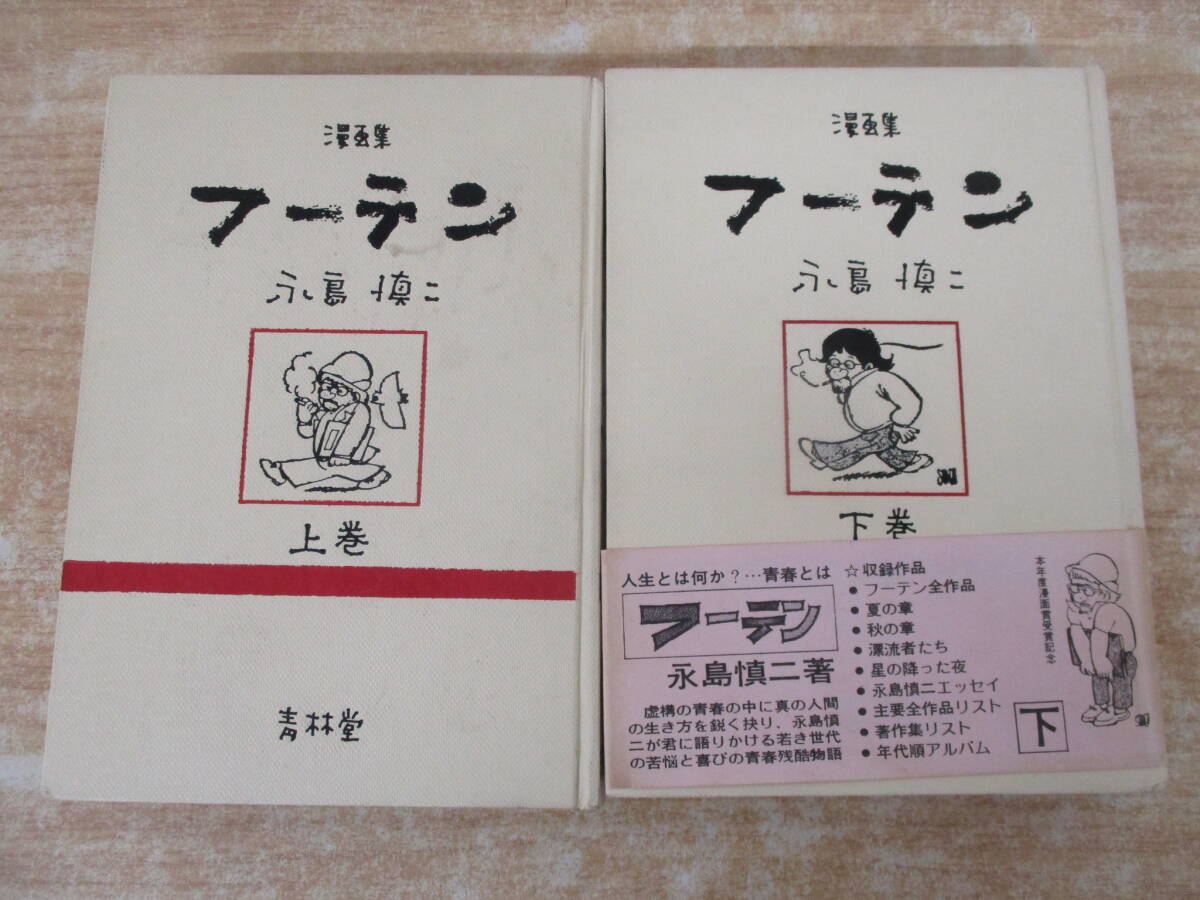 漫画集
フーテン
永島慎二
上巻
青林堂
漫画集
フーテン
永島慎二
下巻
人生とは何か?…青春とは
フーテン
永島慎二著
虚構の青春の中に真の人間
の生き方を鋭く抉り、永島慎
二が君に語りかける若き世代
の苦悩と喜びの青春残酷物語
☆収録作品
●フーテン全作品
●夏の章
●秋の章
●漂流者たち
●星の降った夜
●永島慎二エッセイ
●主要全作品リスト
●著作集リスト
●年代順アルバム
本年度漫画賞受賞記念
下